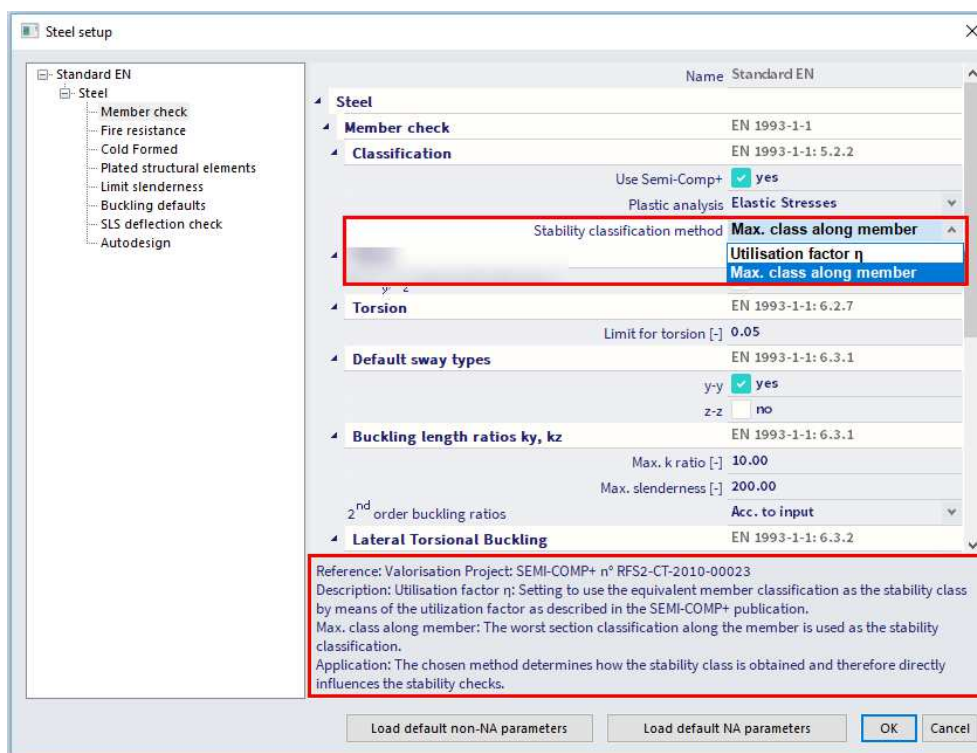 Steel setup
Standard EN
Steel
Member check
Fire resistance
Cold Formed
Plated structural elements
Limit slenderness
Buckling defaults
SLS deflection check
Autodesign
Name Standard EN
Steel
Member check EN 1993-1-1
Classification EN 1993-1-1: 5.2.2
Use Semi-Comp+ yes
Plastic analysis Elastic Stresses
Stability classification method Max. class along member
Utilisation factor η
Max. class along member
Torsion EN 1993-1-1: 6.2.7
Limit for torsion [-] 0.05
Default sway types EN 1993-1-1: 6.3.1
y-y yes
z-z no
Buckling length ratios ky, kz EN 1993-1-1: 6.3.1
Max. k ratio [-] 10.00
Max. slenderness [-] 200.00
2nd order buckling ratios Acc. to input
Lateral Torsional Buckling EN 1993-1-1: 6.3.2
Reference: Valorisation Project: SEMI-COMP+ n° RFS2-CT-2010-00023
Description: Utilisation factor η: Setting to use the equivalent member classification as the stability class
by means of the utilization factor as described in the SEMI-COMP+ publication.
Max. class along member: The worst section classification along the member is used as the stability
classification.
Application: The chosen method determines how the stability class is obtained and therefore directly
influences the stability checks.
Load default non-NA parameters Load default NA parameters OK Cancel